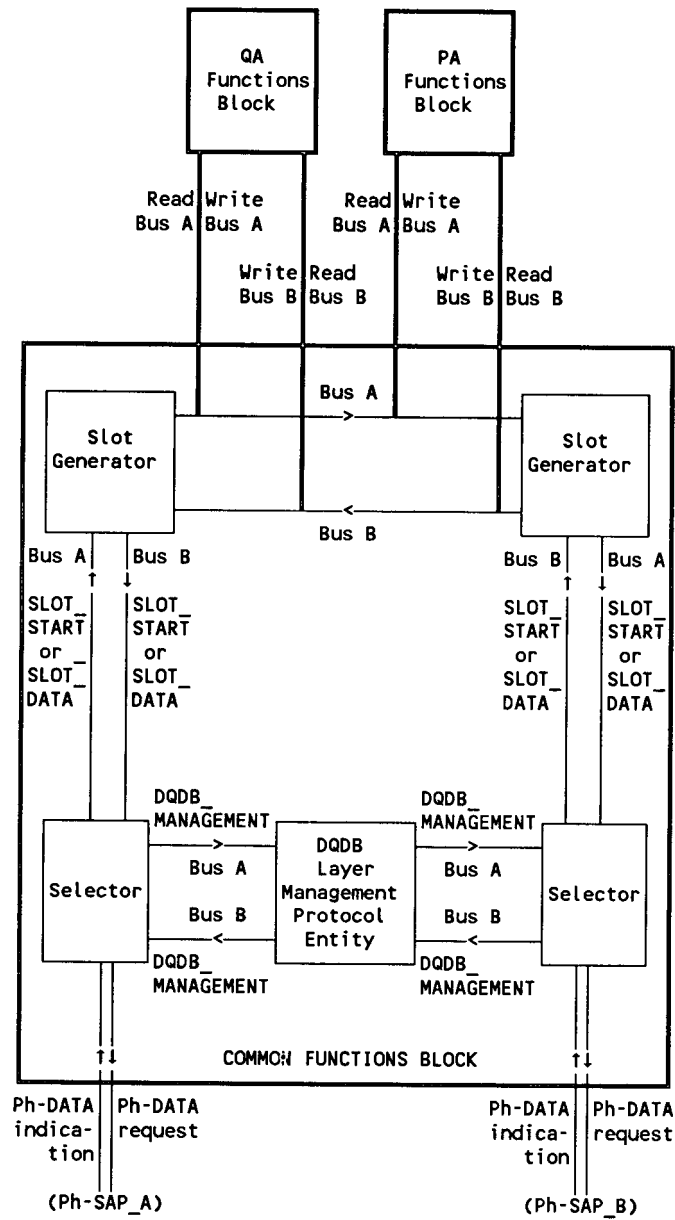 QA
Functions
Block
PA
Functions
Block
Read Write
Bus A Bus A
Read Write
Bus A Bus A
Write Read
Bus B Bus B
Write Read
Bus B Bus B
Bus A
Slot
Generator
Slot
Generator
Bus B
Bus A
↑
SLOT_
START
or _
SLOT_
DATA
Bus B
↓
SLOT_
START
or
SLOT_
DATA
Bus B
↑
SLOT_
START
or
SLOT_
DATA
Bus A
↓
SLOT_
START
or
SLOT_
DATA
DQDB_
MANAGEMENT
DQDB_
MANAGEMENT
Selector
Bus A
Bus B
DQDB
Layer
Management
Protocol
Entity
Bus A
Bus B
Selector
DQDB_
MANAGEMENT
DQDB_
MANAGEMENT
↑↓
COMMON FUNCTIONS BLOCK
↑↓
Ph-DATA
indica-
tion
Ph-DATA
request
Ph-DATA
indica-
tion
Ph-DATA
request
(Ph-SAP_A)
(Ph-SAP_B)